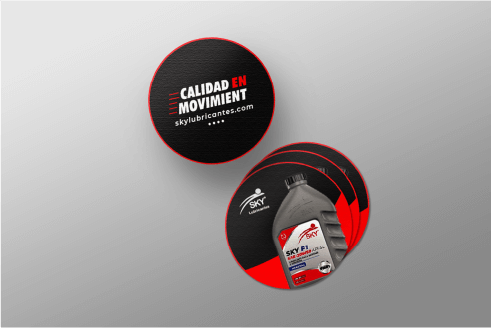 CALIDAD EN
MOVIMIENT
skylubricantes.com
SKY
Lubricantes
SKY
SKY F1